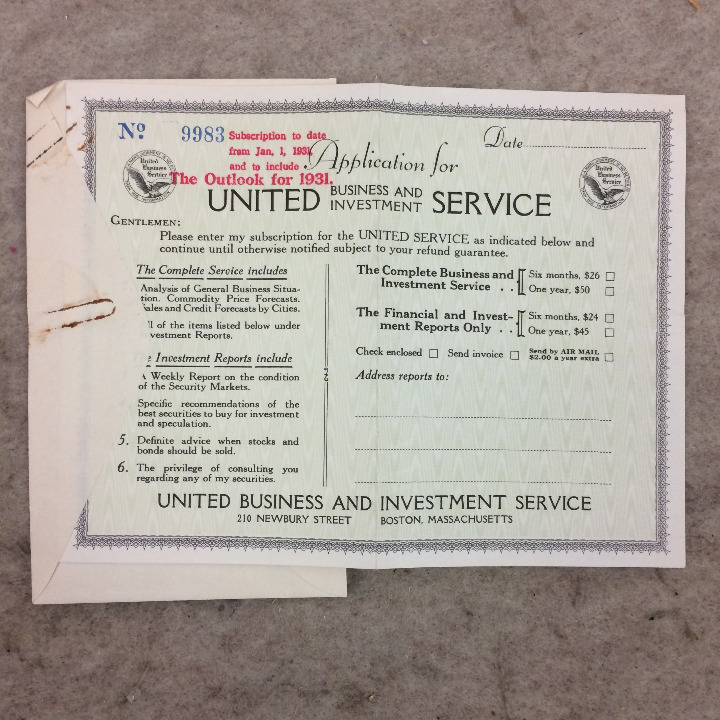 Nº 9983
Subscription to date
from Jan. 1, 1931
and to include
The Outlook for 1931.
Date
Application for
United
Business
Service
United
Business
Service
UNITED BUSINESS AND INVESTMENT SERVICE
GENTLEMEN:
Please enter my subscription for the UNITED SERVICE as indicated below and
continue until otherwise notified subject to your refund guarantee.
The Complete Service includes
Analysis of General Business Situa-
tion. Commodity Price Forecasts.
Sales and Credit Forecasts by Cities.
ll of the items listed below under
vestment Reports.
e Investment Reports include
A Weekly Report on the condition
of the Security Markets.
Specific recommendations of the
best securities to buy for investment
and speculation.
5. Definite advice when stocks and
bonds should be sold.
6. The privilege of consulting you
regarding any of my securities.
The Complete Business and
Investment Service . .
Six months, $26
One year, $50
The Financial and Invest-
ment Reports Only . .
Six months, $24
One year, $45
Check enclosed Send invoice Send by AIR MAIL
$2.00 a year extra
Address reports to:
UNITED BUSINESS AND INVESTMENT SERVICE
210 NEWBURY STREET BOSTON, MASSACHUSETTS